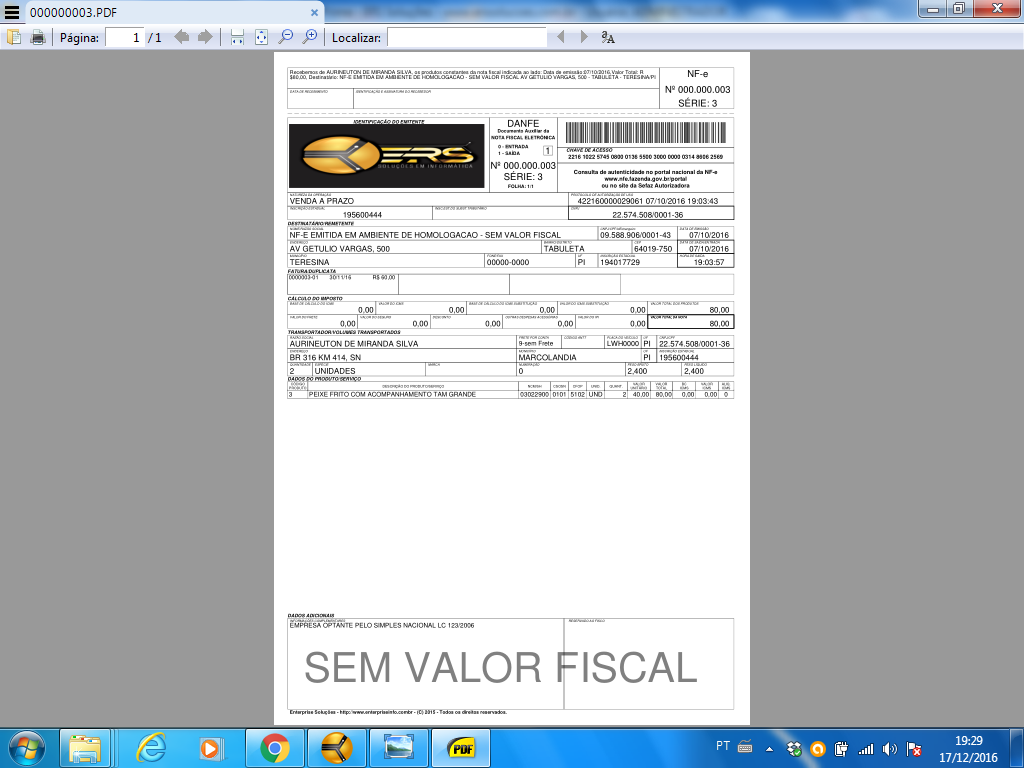 000000003.PDF
Página: 1 / 1 Localizar:
Recebemos de AURINEUTON DE MIRANDA SILVA, os produtos constantes da nota fiscal indicada ao lado: Data de emissão:07/10/2016,Valor Total: R
$80,00, Destinatário: NF-E EMITIDA EM AMBIENTE DE HOMOLOGACAO - SEM VALOR FISCAL AV GETULIO VARGAS, 500 - TABULETA - TERESINA/PI
DATA DE RECEBIMENTO IDENTIFICAÇÃO E ASSINATURA DO RECEBEDOR
NF-e
Nº 000.000.003
SÉRIE: 3
IDENTIFICAÇÃO DO EMITENTE
ERS
SOLUÇÕES EM INFORMÁTICA
DANFE
Documento Auxiliar da
NOTA FISCAL ELETRÔNICA
0 - ENTRADA
1 - SAÍDA 1
Nº 000.000.003
SÉRIE: 3
FOLHA: 1/1
CHAVE DE ACESSO
2216 1022 5745 0800 0136 5500 3000 0000 0314 8606 2569
Consulta de autenticidade no portal nacional da NF-e
www.nfe.fazenda.gov.br/portal
ou no site da Sefaz Autorizadora
NATUREZA DA OPERAÇÃO PROTOCOLO DE AUTORIZAÇÃO DE USO
VENDA A PRAZO 422160000029061 07/10/2016 19:03:43
INSCRIÇÃO ESTADUAL INSC.EST.DO SUBST. TRIBUTÁRIO CNPJ
195600444 22.574.508/0001-36
DESTINATÁRIO/REMETENTE
NOME/RAZÃO SOCIAL DATA DE EMISSÃO
NF-E EMITIDA EM AMBIENTE DE HOMOLOGACAO - SEM VALOR FISCAL 09.588.906/0001-43 07/10/2016
ENDEREÇO BAIRRO/DISTRITO CEP DATA DE SAÍDA/ENTRADA
AV GETULIO VARGAS, 500 TABULETA 64019-750 07/10/2016
MUNICÍPIO FONE/FAX UF INSCRIÇÃO ESTADUAL HORA DE SAÍDA
TERESINA 00000-0000 PI 194017729 19:03:57
FATURA/DUPLICATA
0000003-01 30/11/16 R$ 60,00
CÁLCULO DO IMPOSTO
BASE DE CÁLCULO DO ICMS VALOR DO ICMS BASE DE CÁLCULO DO ICMS SUBSTITUIÇÃO VALOR DO ICMS SUBSTITUIÇÃO VALOR TOTAL DOS PRODUTOS
0,00 0,00 0,00 0,00 80,00
VALOR DO FRETE VALOR DO SEGURO DESCONTO OUTRAS DESPESAS ACESSÓRIAS VALOR DO IPI VALOR TOTAL DA NOTA
0,00 0,00 0,00 0,00 0,00 80,00
TRANSPORTADOR/VOLUMES TRANSPORTADOS
RAZÃO SOCIAL FRETE POR CONTA CÓDIGO ANTT PLACA DO VEÍCULO UF CNPJ/CPF
AURINEUTON DE MIRANDA SILVA 9-sem Frete LWH0000 PI 22.574.508/0001-36
ENDEREÇO MUNICÍPIO UF INSCRIÇÃO ESTADUAL
BR 316 KM 414, SN MARCOLANDIA PI 195600444
QUANTIDADE ESPÉCIE MARCA NUMERAÇÃO PESO BRUTO PESO LÍQUIDO
2 UNIDADES 0 2,400 2,400
DADOS DO PRODUTO/SERVIÇO
CÓDIGO PRODUTO DESCRIÇÃO DO PRODUTO/SERVIÇO NCM/SH CSOSN CFOP UNID QUANT. VALOR UNITÁRIO VALOR TOTAL BC ICMS VALOR ICMS ALIQ. ICMS
3 PEIXE FRITO COM ACOMPANHAMENTO TAM GRANDE 03022900 0101 5102 UND 2 40,00 80,00 0,00 0,00 0
DADOS ADICIONAIS
INFORMAÇÕES COMPLEMENTARES RESERVADO AO FISCO
EMPRESA OPTANTE PELO SIMPLES NACIONAL LC 123/2006
SEM VALOR FISCAL
Enterprise Soluções - http:\www.enterpriseinfo.combr - (C) 2015 - Todos os direitos reservados.
PDF
PT
19:29
17/12/2016